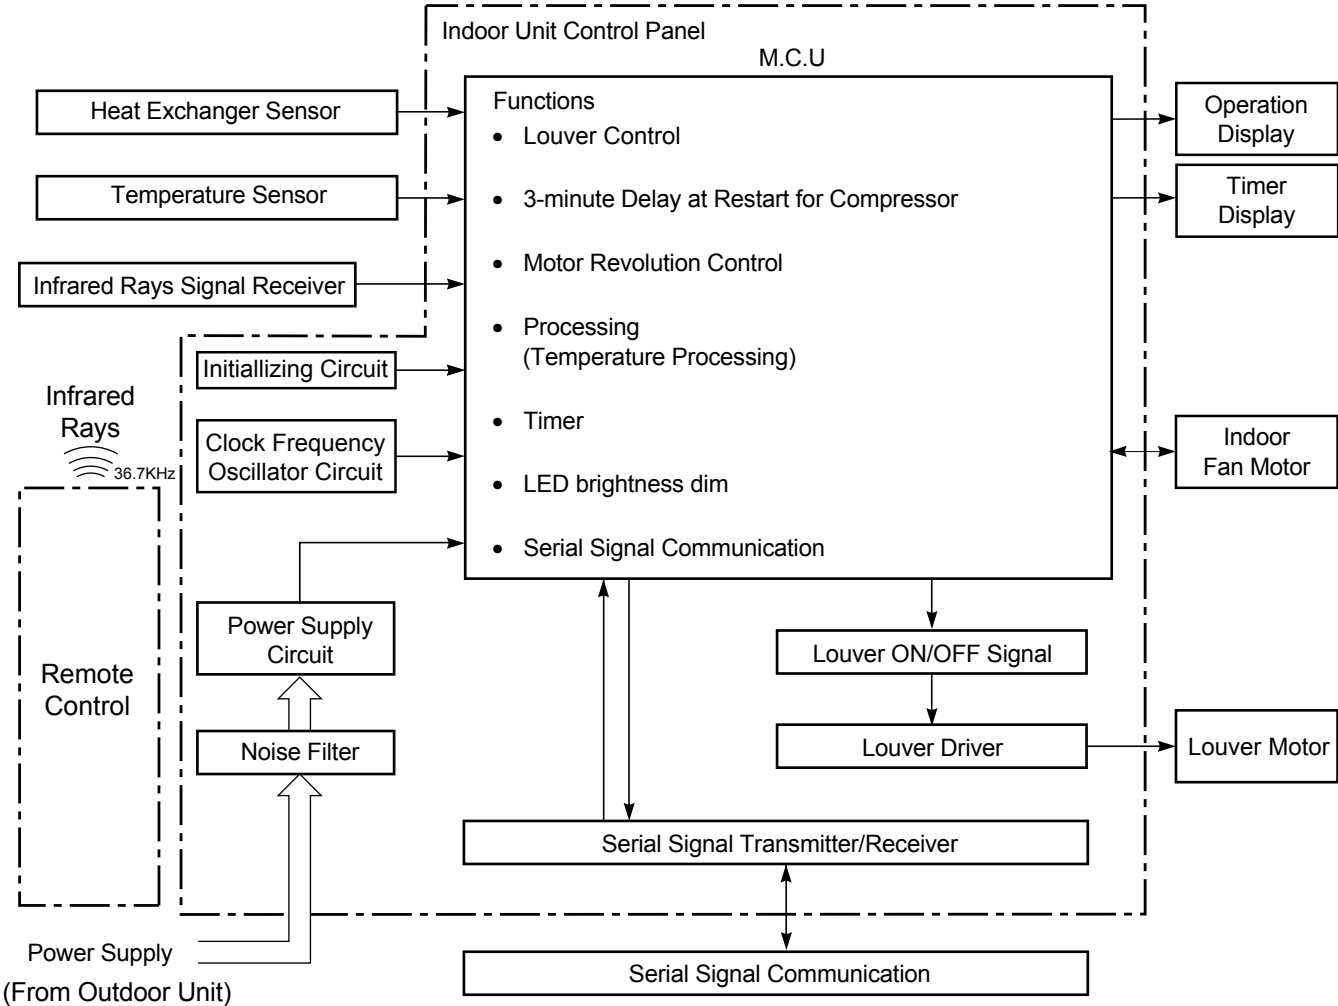 Indoor Unit Control Panel
M.C.U
Heat Exchanger Sensor
Temperature Sensor
Infrared Rays Signal Receiver
Initiallizing Circuit
Clock Frequency
Oscillator Circuit
Power Supply
Circuit
Noise Filter
Infrared
Rays
36.7KHz
Remote
Control
Power Supply
(From Outdoor Unit)
Functions
• Louver Control
• 3-minute Delay at Restart for Compressor
• Motor Revolution Control
• Processing
(Temperature Processing)
• Timer
• LED brightness dim
• Serial Signal Communication
Louver ON/OFF Signal
Louver Driver
Serial Signal Transmitter/Receiver
Serial Signal Communication
Operation
Display
Timer
Display
Indoor
Fan Motor
Louver Motor